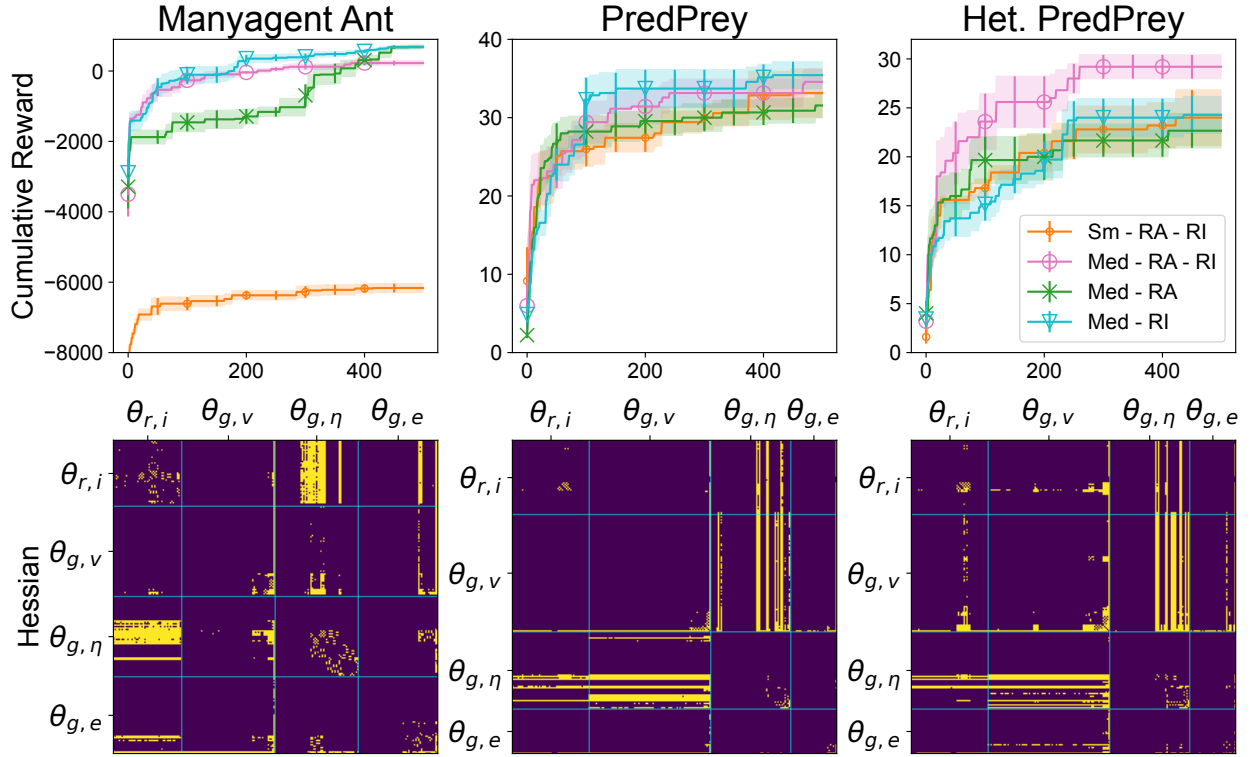 Manyagent Ant
PredPrey
Het. PredPrey
Cumulative Reward
0
−2000
−4000
−6000
−8000
0 200 400
40
30
20
10
0
0 200 400
30
25
20
15
10
5
0
0 200 400
Sm - RA - RI
Med - RA - RI
Med - RA
Med - RI
θr,i θg,v θg,η θg,e
θr,i θg,v θg,η θg,e
θr,i θg,v θg,η θg,e
Hessian
θr,i
θg,v
θg,η
θg,e
θr,i
θg,v
θg,η
θg,e
θr,i
θg,v
θg,η
θg,e